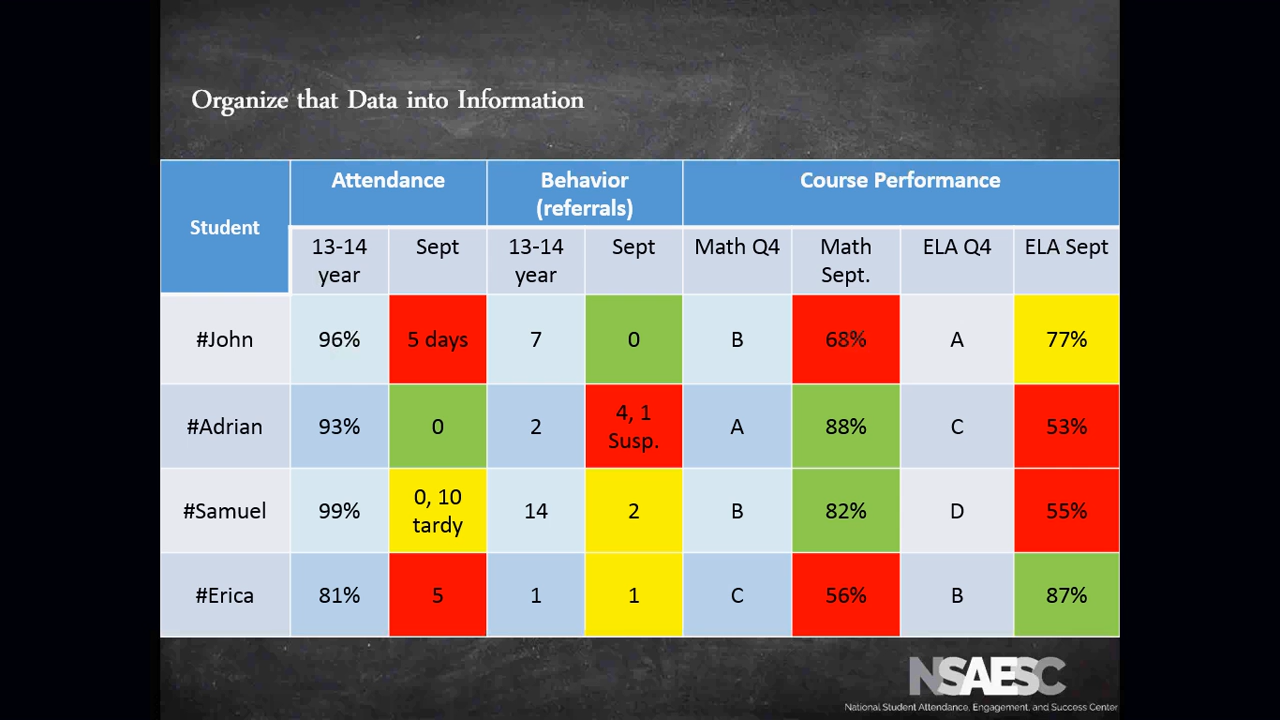 Organize that Data into Information
Student
Attendance
Behavior
(referrals)
Course Performance
13-14
year
Sept
13-14
year
Sept
Math Q4
Math
Sept.
ELA Q4
ELA Sept
#John
96%
5 days
7
0
B
68%
A
77%
#Adrian
93%
0
2
4, 1
Susp.
A
88%
C
53%
#Samuel
99%
0, 10
tardy
14
2
B
82%
D
55%
#Erica
81%
5
1
1
C
56%
B
87%
NSAESC
National Student Attendance, Engagement, and Success Center